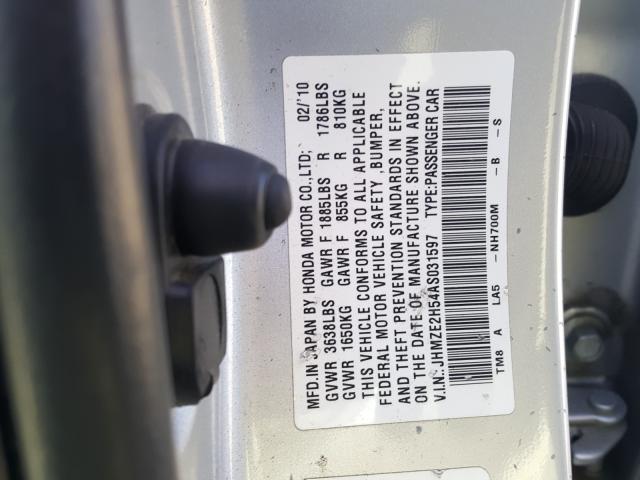 MFD.IN JAPAN BY HONDA MOTOR CO.,LTD; 02/'10
GVWR 3638LBS GAWR F 1885LBS R 1786LBS
GVWR 1650KG GAWR F 855KG R 810KG
THIS VEHICLE CONFORMS TO ALL APPLICABLE
FEDERAL MOTOR VEHICLE SAFETY ,BUMPER,
AND THEFT PREVENTION STANDARDS IN EFFECT
ON THE DATE OF MANUFACTURE SHOWN ABOVE.
V.I.N.:JHMZE2H54AS031597 TYPE:PASSENGER CAR
TM8 A LA5 -NH700M -B -S